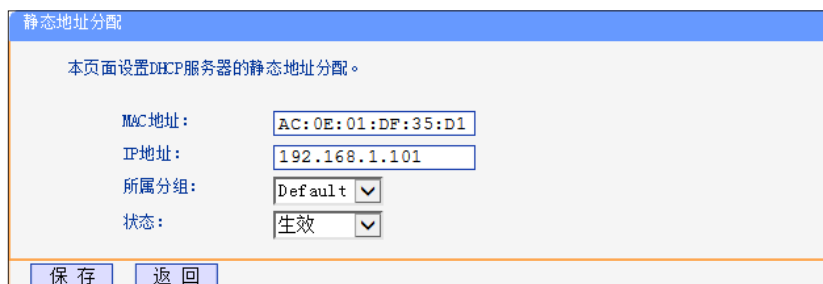 静态地址分配
本页面设置DHCP服务器的静态地址分配。
MAC地址: AC:0E:01:DF:35:D1
IP地址: 192.168.1.101
所属分组: Default
状态: 生效
保 存 返 回